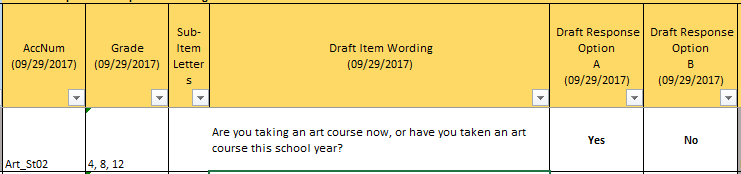 AccNum
(09/29/2017)
Grade
(09/29/2017)
Sub-
Item
Letter
s
Draft Item Wording
(09/29/2017)
Draft Response
Option
A
(09/29/2017)
Draft Response
Option
B
(09/29/2017)
Art_St02
4, 8, 12
Are you taking an art course now, or have you taken an art
course this school year?
Yes
No